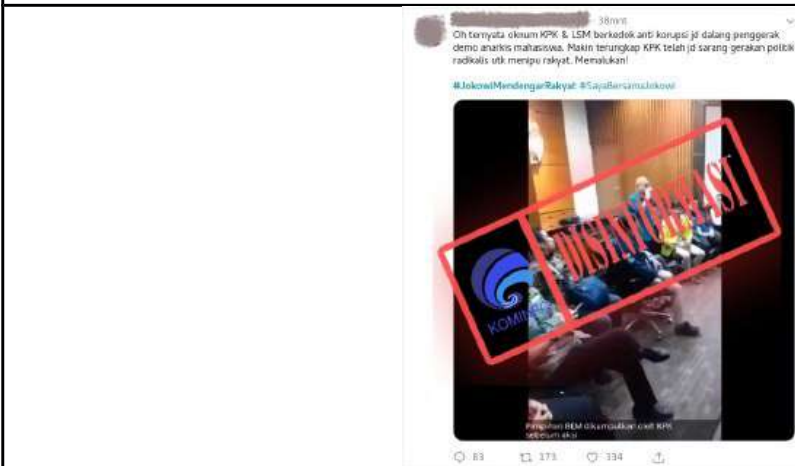 38mnt
Oh ternyata oknum KPK & LSM berkedok anti korupsi jd dalang penggerak
demo anarkis mahasiswa. Makin terungkap KPK telah jd sarang gerakan politik
radikalis utk menipu rakyat. Memalukan!
#JokowiMendengarRakyat #SayaBersamaJokowi
DISINFORMASI
KOMINFO
Pimpinan BEM dikumpulkan oleh KPK
sebelum aksi
83 173 334